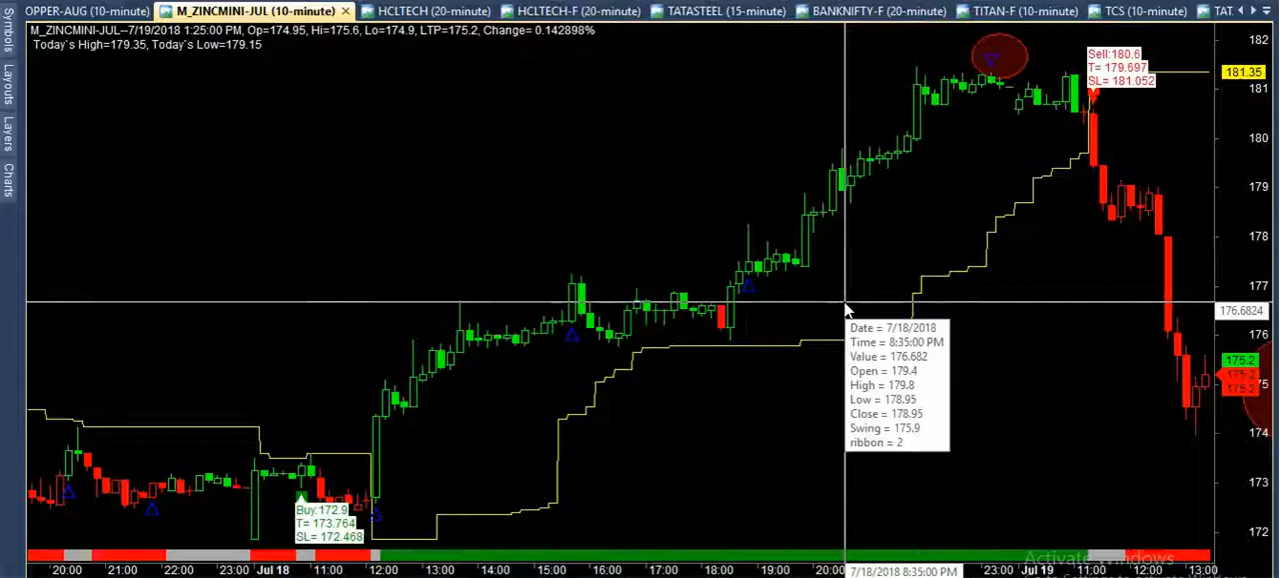 OPPER-AUG (10-minute) M_ZINCMINI-JUL (10-minute) HCLTECH (20-minute) HCLTECH-F (20-minute) TATASTEEL (15-minute) BANKNIFTY-F (20-minute) TITAN-F (10-minute) TCS (10-minute) TAT
Symbols
Layouts
Layers
Charts
M_ZINCMINI-JUL--7/19/2018 1:25:00 PM, Op=174.95, Hi=175.6, Lo=174.9, LTP=175.2, Change= 0.142898%
Today`s High=179.35, Today`s Low=179.15
Sell:180.6
T= 179.697
SL= 181.052
182
181.35
181
180
179
178
177
176.6824
176
175.2
175.2
175.2
175
174
173
172
Date = 7/18/2018
Time = 8:35:00 PM
Value = 176.682
Open = 179.4
High = 179.8
Low = 178.95
Close = 178.95
Swing = 175.9
ribbon = 2
Buy:172.9
T= 173.764
SL= 172.468
Activate Windows
20:00 21:00 22:00 23:00 Jul 18 11:00 12:00 13:00 14:00 15:00 16:00 17:00 18:00 19:00 20:00 7/18/2018 8:35:00 PM 23:00 Jul 19 11:00 12:00 13:00